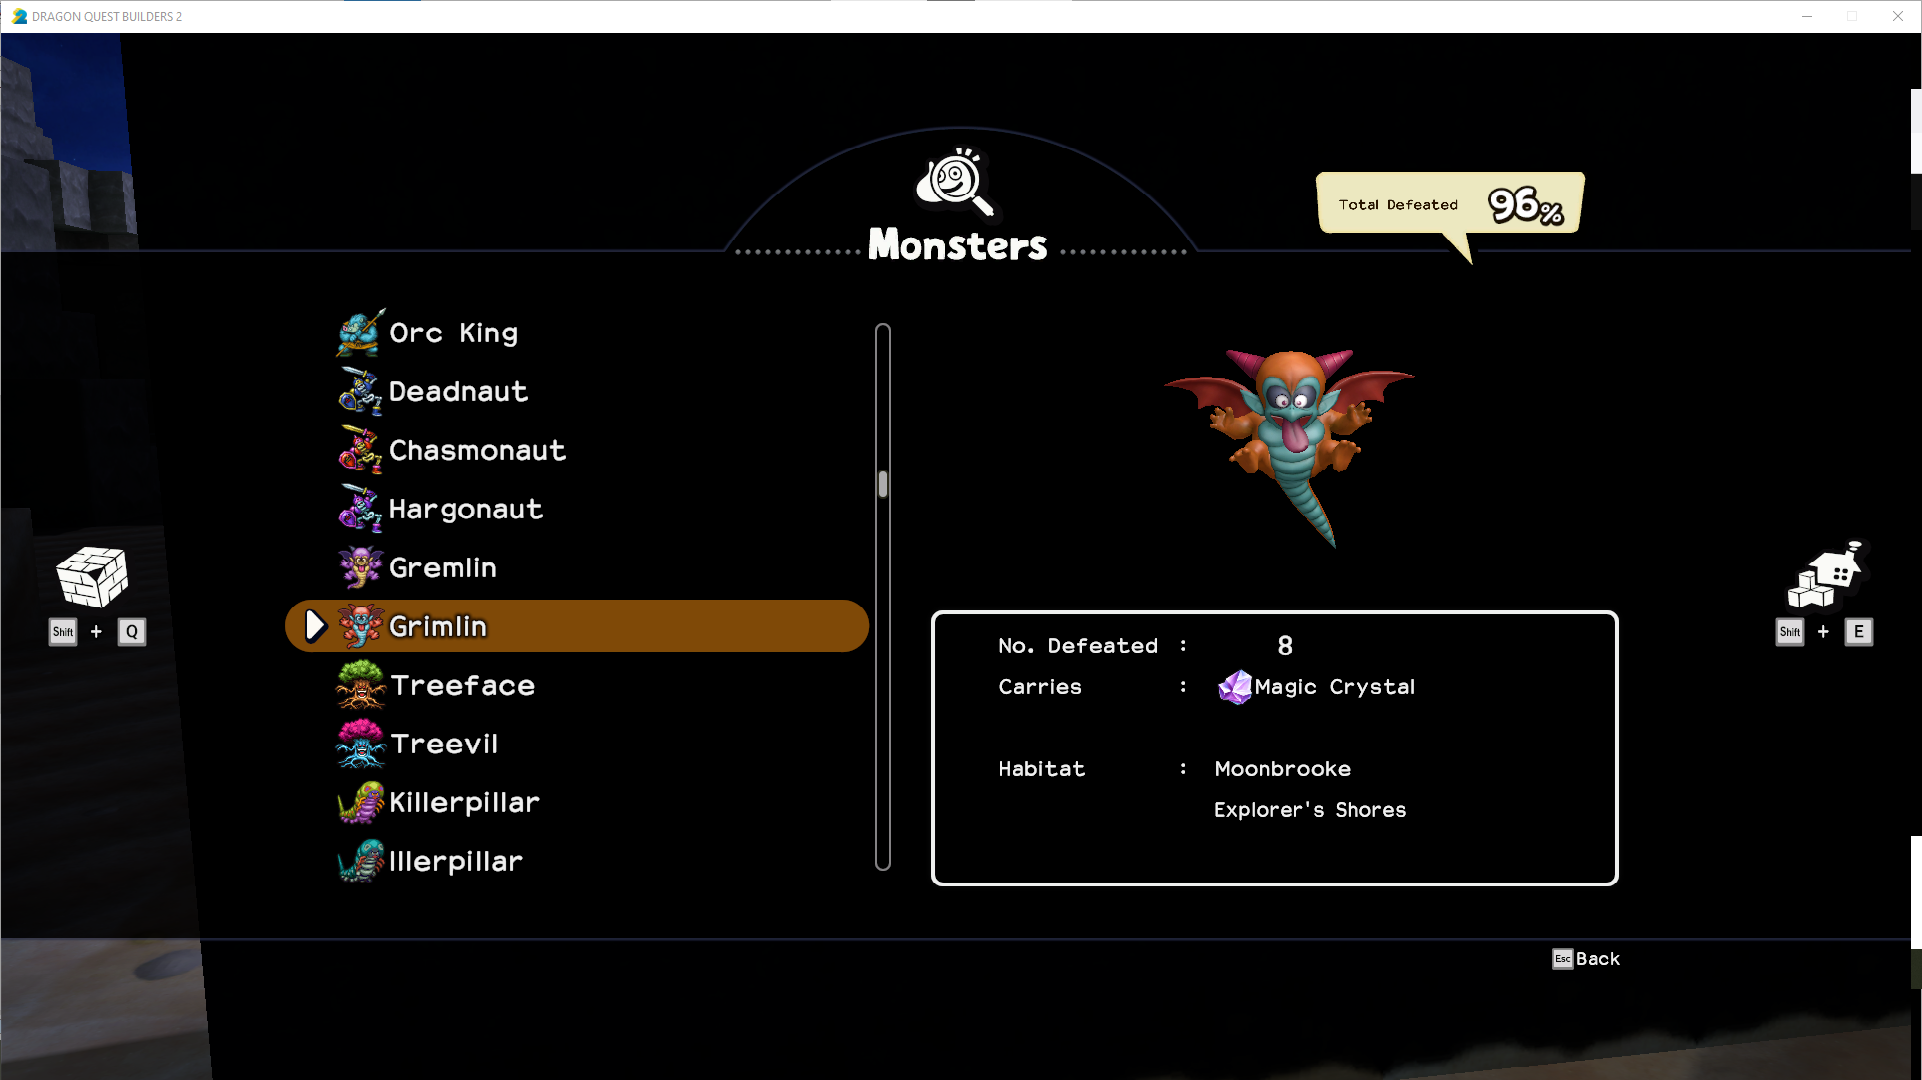 DRAGON QUEST BUILDERS 2
Monsters
Total Defeated 96%
Orc King
Deadnaut
Chasmonaut
Hargonaut
Gremlin
Grimlin
Treeface
Treevil
Killerpillar
Illerpillar
No. Defeated : 8
Carries : Magic Crystal
Habitat : Moonbrooke
Explorer's Shores
Shift + Q
Shift + E
Esc Back